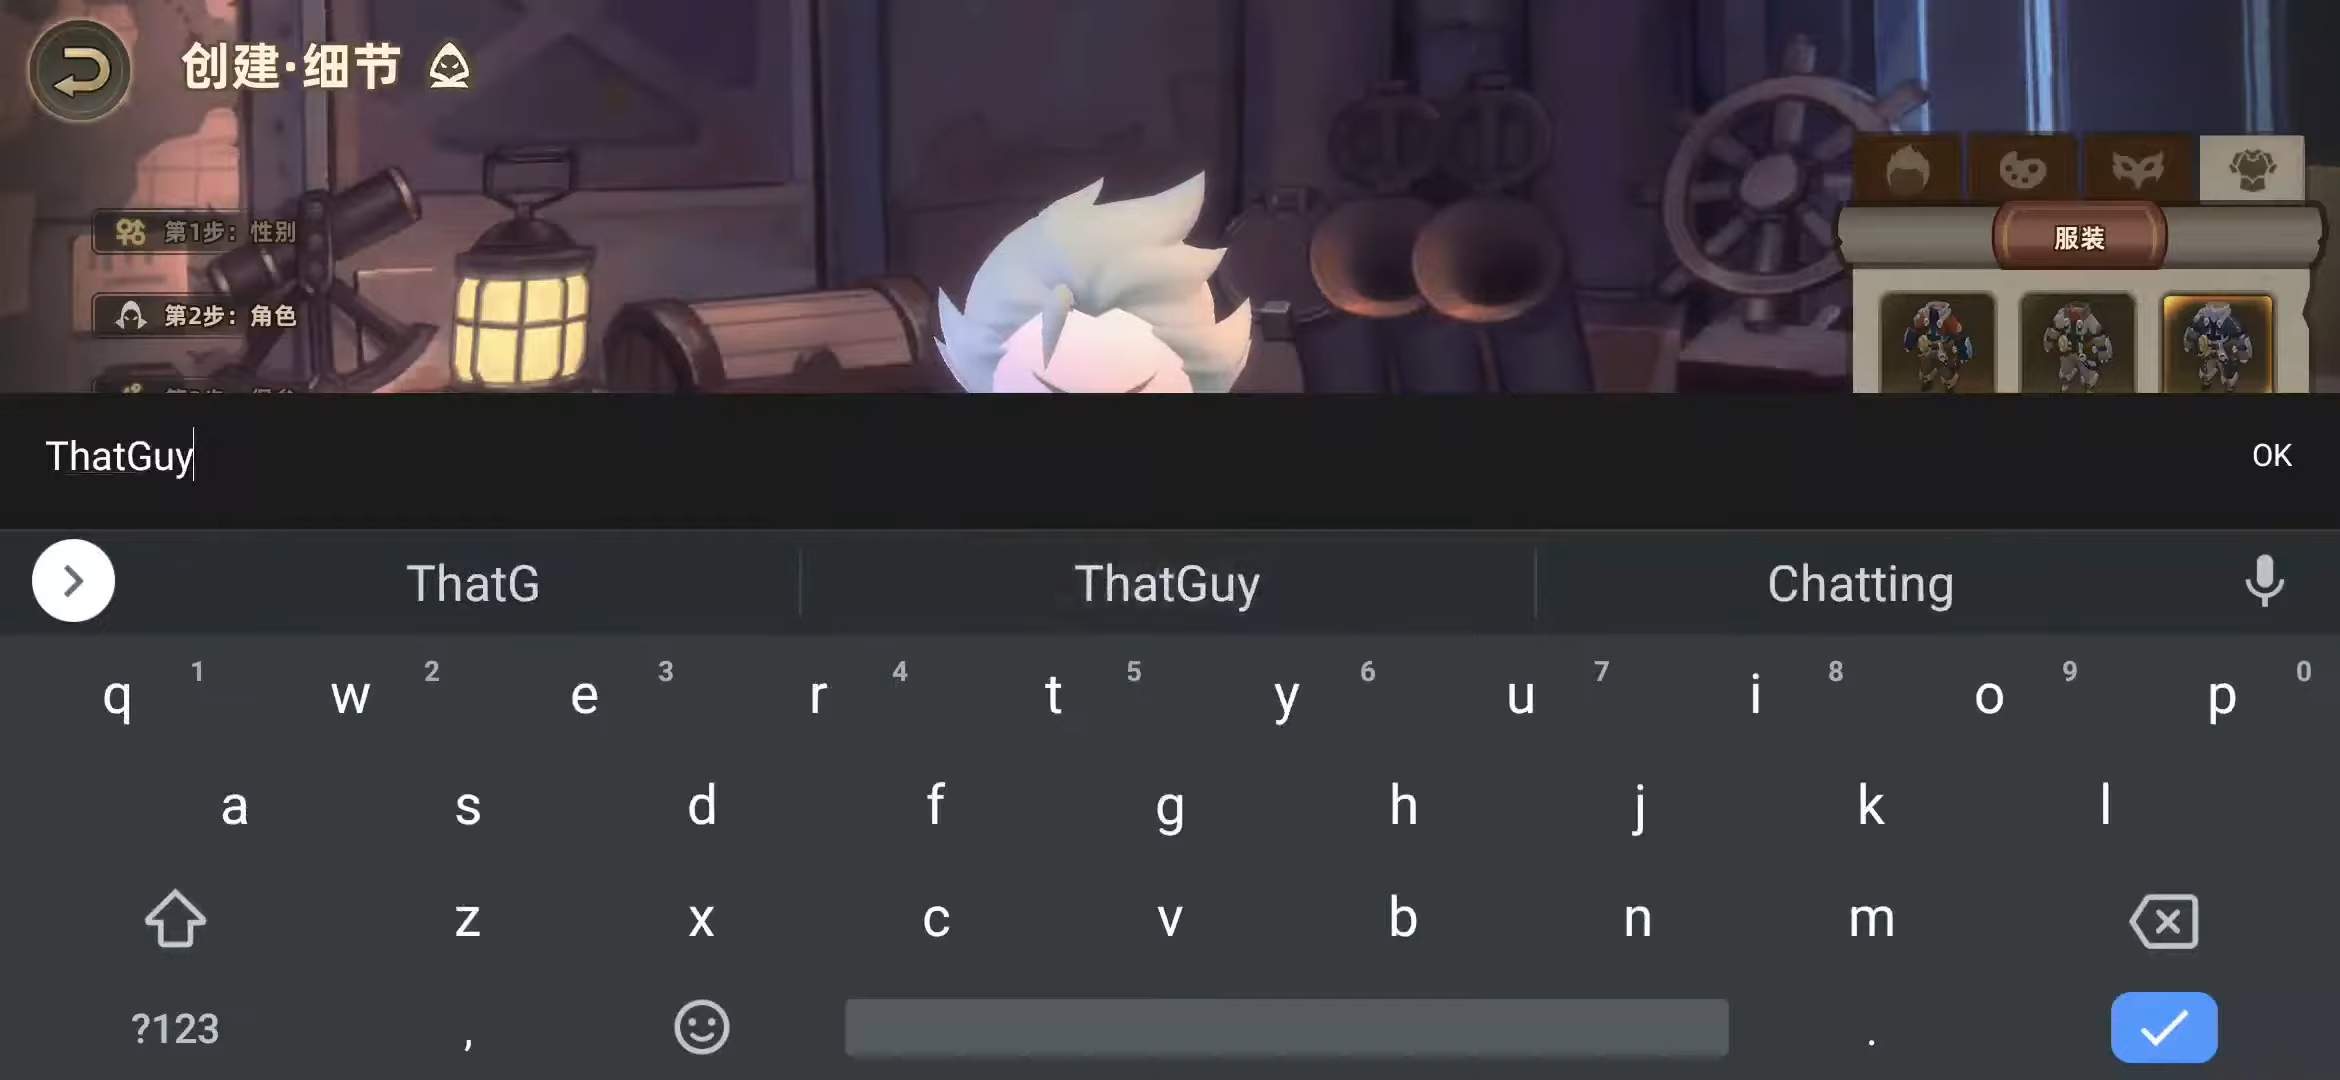 创建·细节
第1步：性别
第2步：角色
服装
ThatGuy
OK
ThatG
ThatGuy
Chatting
q 1 w 2 e 3 r 4 t 5 y 6 u 7 i 8 o 9 p 0
a s d f g h j k l
z x c v b n m
?123 , .